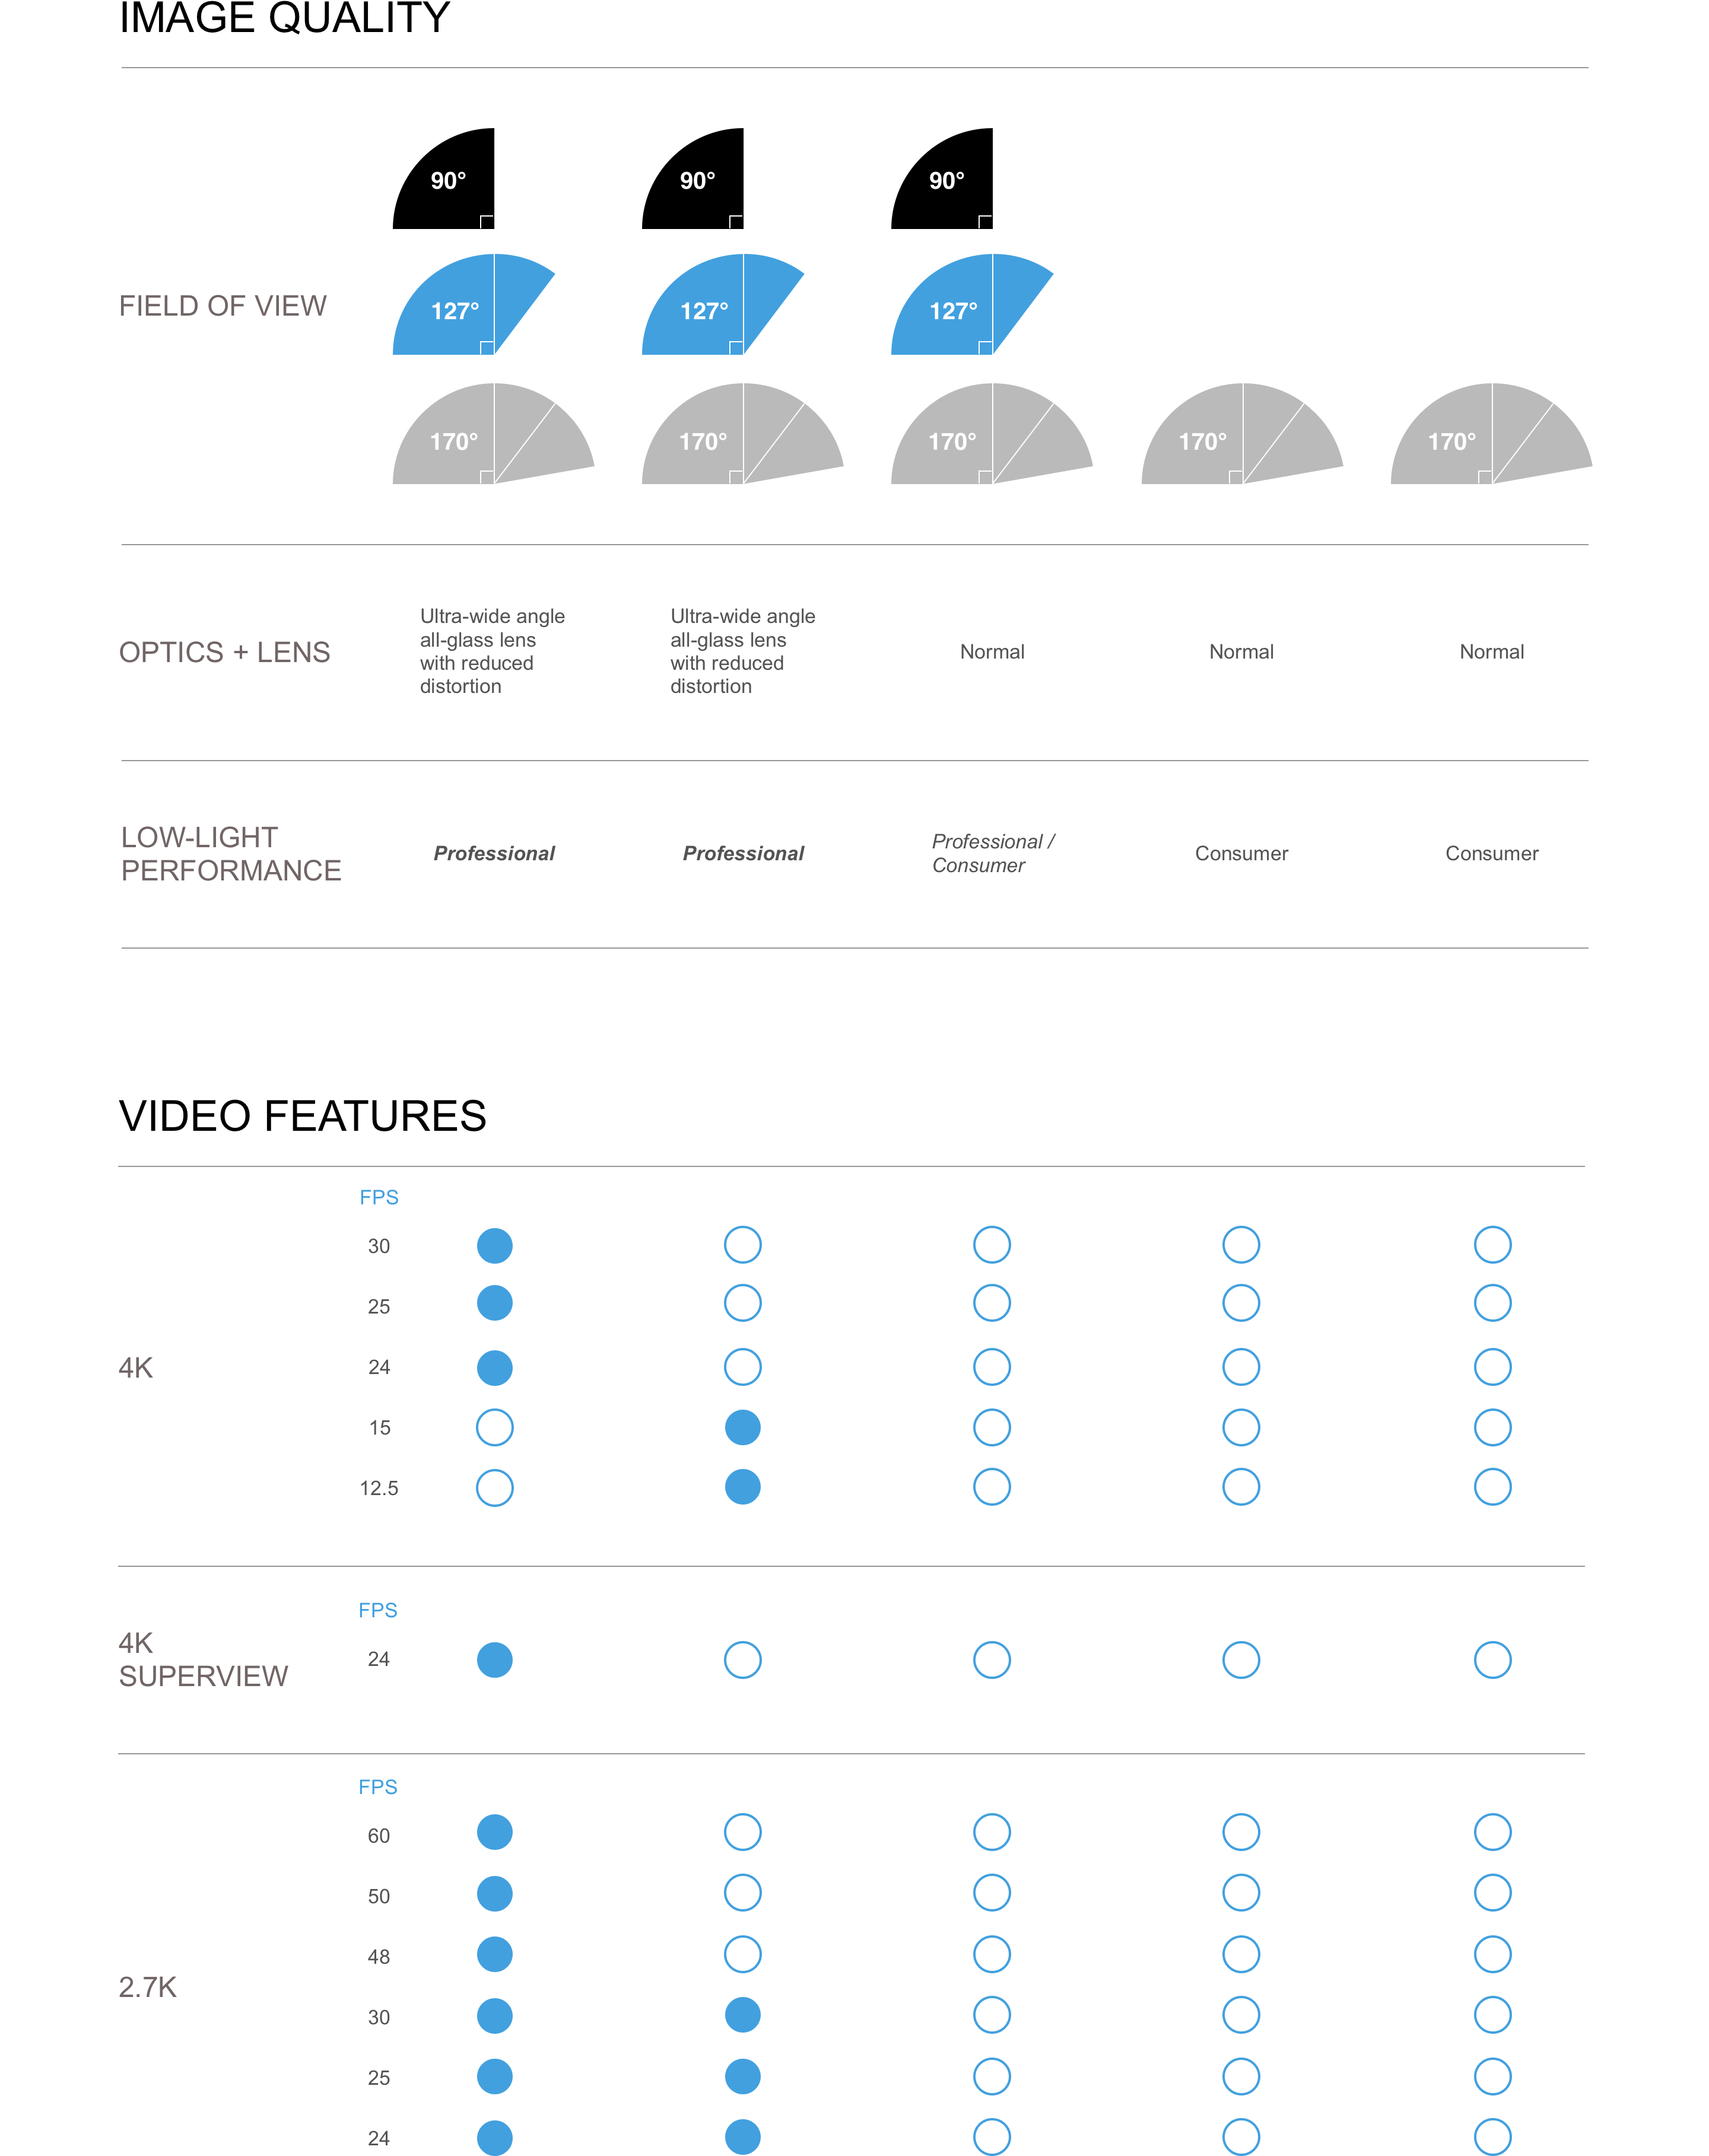 IMAGE QUALITY
90° 90° 90°
FIELD OF VIEW 127° 127° 127°
170° 170° 170° 170° 170°
OPTICS + LENS
Ultra-wide angle
all-glass lens
with reduced
distortion
Ultra-wide angle
all-glass lens
with reduced
distortion
Normal
Normal
Normal
LOW-LIGHT
PERFORMANCE
Professional
Professional
Professional /
Consumer
Consumer
Consumer
VIDEO FEATURES
4K
FPS
30
25
24
15
12.5
4K
SUPERVIEW
FPS
24
2.7K
FPS
60
50
48
30
25
24